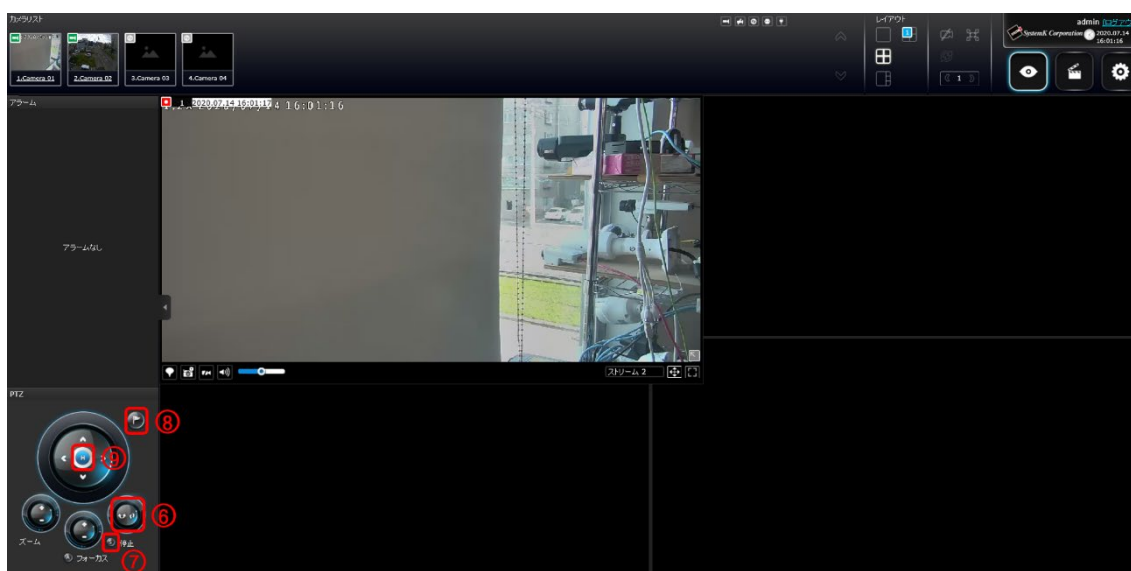 カメラリスト
1.Camera 01
2.Camera 02
3.Camera 03
4.Camera 04
レイアウト
1
1
admin (ログアウト
SystemK Corporation
2020.07.14
16:01:16
アラーム
アラームなし
1 2020.07.14 16:01:17
4 16:01:16
ストリーム 2
PTZ
⑧
⑨
⑥
ズーム
停止
フォーカス
⑦